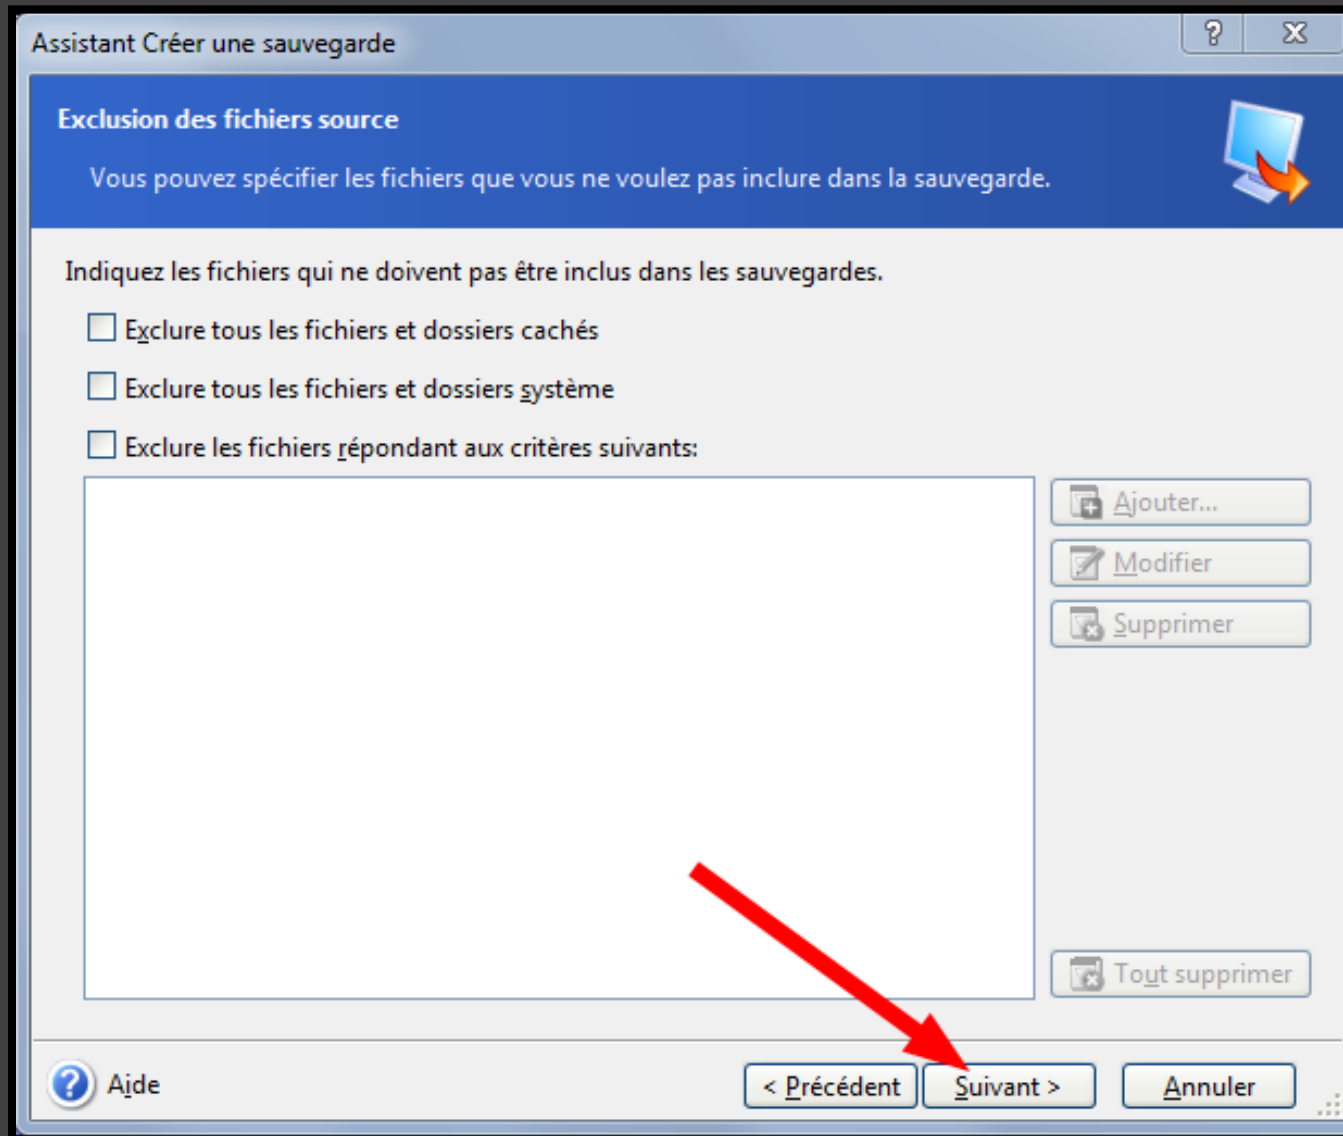 Assistant Créer une sauvegarde
Exclusion des fichiers source
Vous pouvez spécifier les fichiers que vous ne voulez pas inclure dans la sauvegarde.
Indiquez les fichiers qui ne doivent pas être inclus dans les sauvegardes.
Exclure tous les fichiers et dossiers cachés
Exclure tous les fichiers et dossiers système
Exclure les fichiers répondant aux critères suivants:
Ajouter...
Modifier
Supprimer
Tout supprimer
Aide
< Précédent
Suivant >
Annuler